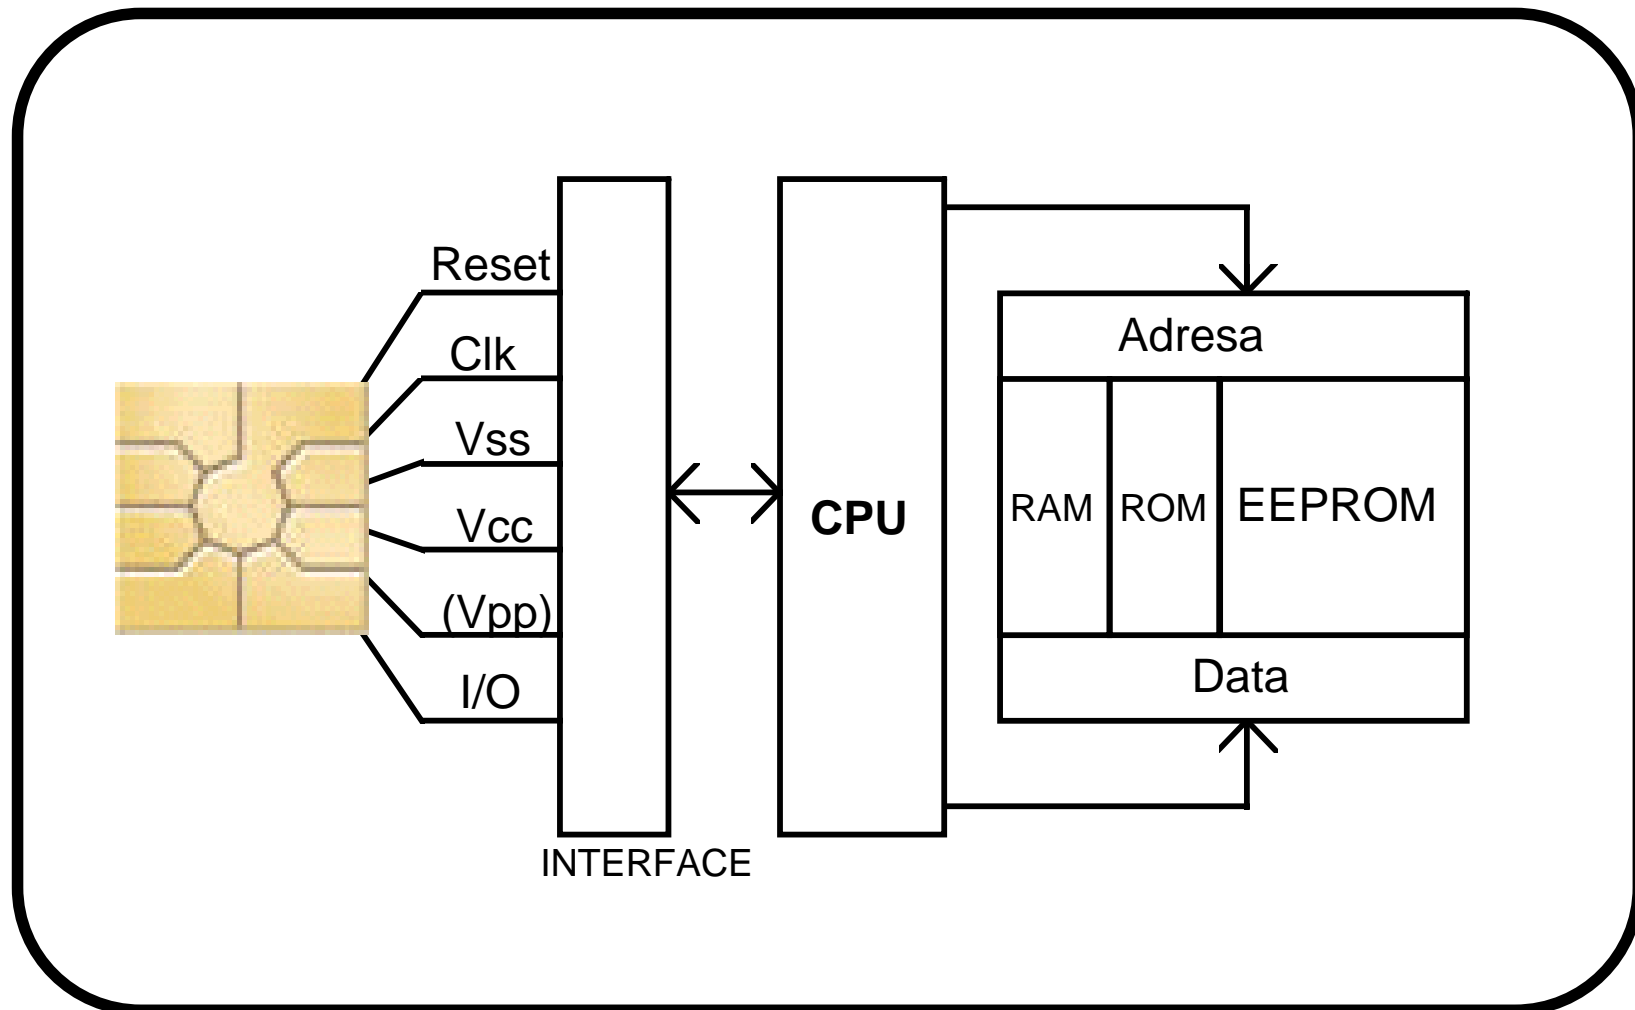 Reset
Clk
Vss
Vcc
(Vpp)
I/O
INTERFACE
CPU
Adresa
RAM ROM EEPROM
Data